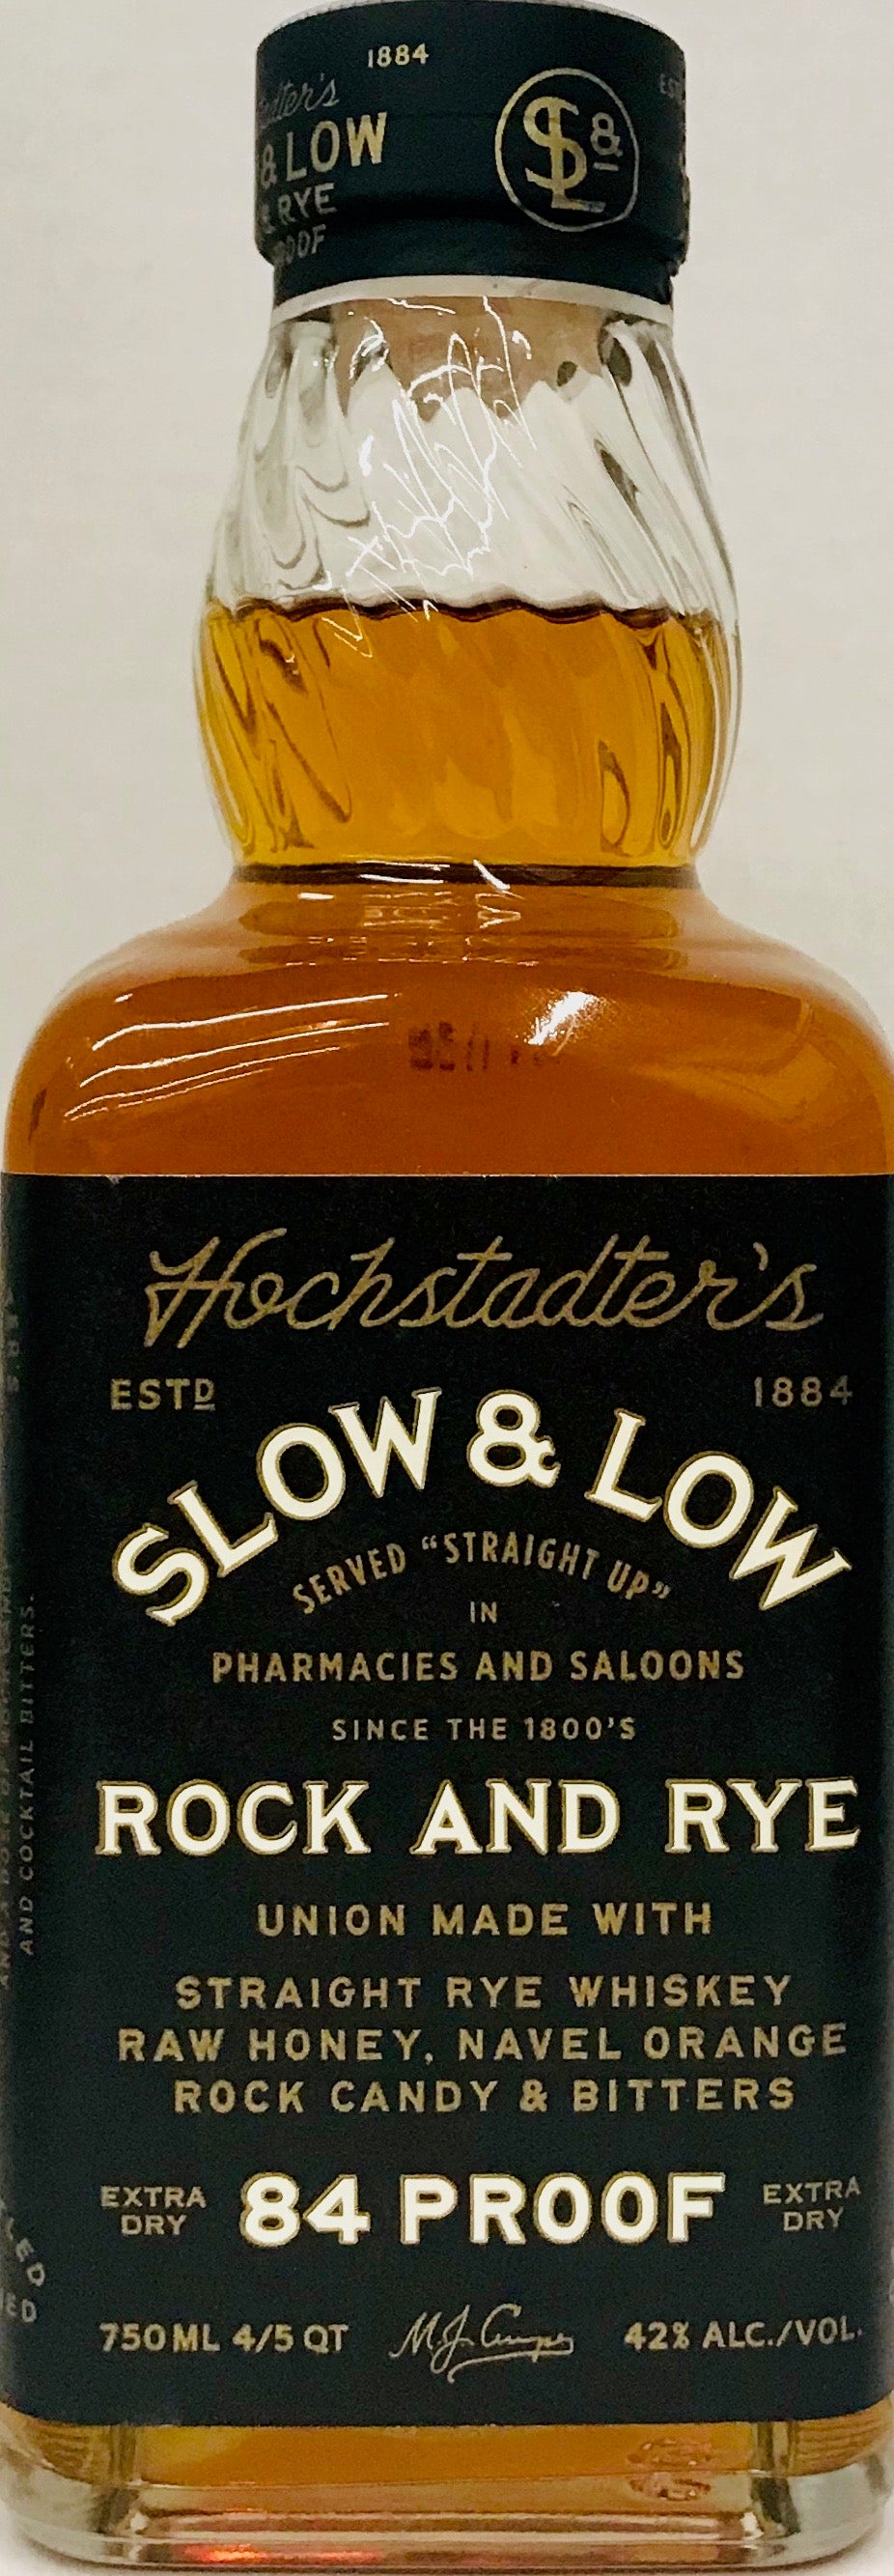 1884
& LOW
RYE
S&L
Hochstadter's
ESTD 1884
SLOW & LOW
SERVED "STRAIGHT UP"
IN
PHARMACIES AND SALOONS
SINCE THE 1800'S
ROCK AND RYE
UNION MADE WITH
STRAIGHT RYE WHISKEY
RAW HONEY, NAVEL ORANGE
ROCK CANDY & BITTERS
EXTRA DRY 84 PROOF EXTRA DRY
750ML 4/5 QT 42% ALC./VOL.
AND COCKTAIL BITTERS.